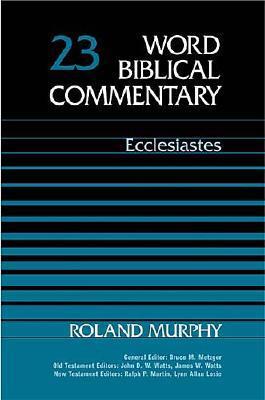 23 WORD
BIBLICAL
COMMENTARY
Ecclesiastes
ROLAND MURPHY
General Editor: Bruce M. Metzger
Old Testament Editors: John D. W. Watts, James W. Watts
New Testament Editors: Ralph P. Martin, Lynn Allan Losie